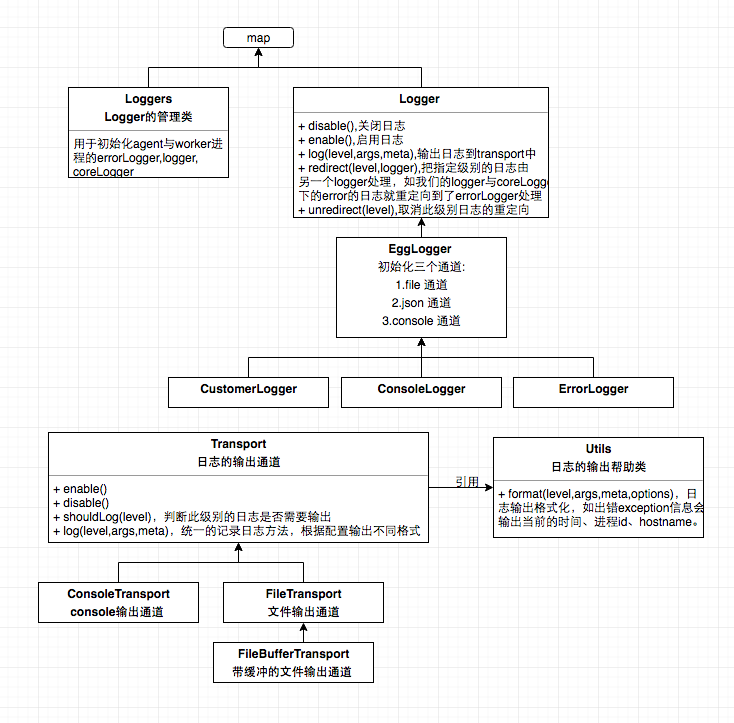 map
Loggers
Logger的管理类
用于初始化agent与worker进
程的errorLogger,logger,
coreLogger
Logger
+ disable(),关闭日志
+ enable(),启用日志
+ log(level,args,meta),输出日志到transport中
+ redirect(level,logger),把指定级别的日志由
另一个logger处理，如我们的logger与coreLogge
下的error的日志就重定向到了errorLogger处理
+ unredirect(level),取消此级别日志的重定向
EggLogger
初始化三个通道:
1.file 通道
2.json 通道
3.console 通道
CustomerLogger
ConsoleLogger
ErrorLogger
Transport
日志的输出通道
+ enable()
+ disable()
+ shouldLog(level)，判断此级别的日志是否需要输出
+ log(level,args,meta)，统一的记录日志方法，根据配置输出不同格式
引用
Utils
日志的输出帮助类
+ format(level,args,meta,options)，日
志输出格式化，如出错exception信息会
输出当前的时间、进程id、hostname。
ConsoleTransport
console输出通道
FileTransport
文件输出通道
FileBufferTransport
带缓冲的文件输出通道